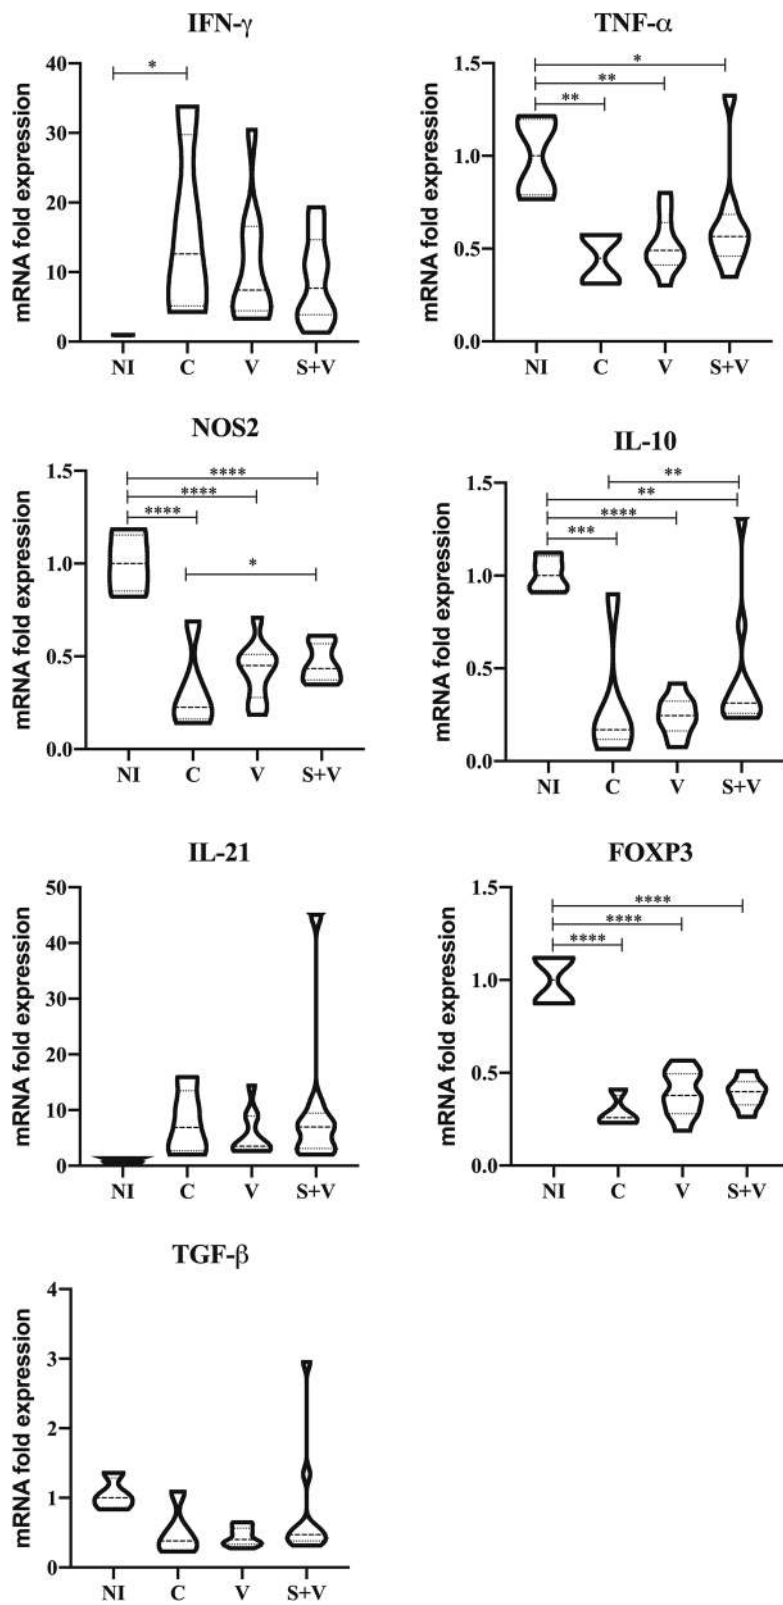 IFN-γ
mRNA fold expression
40
30
20
10
0
*
NI C V S+V
TNF-α
mRNA fold expression
1.5
1.0
0.5
0.0
*
**
**
NI C V S+V
NOS2
mRNA fold expression
1.5
1.0
0.5
0.0
****
****
****
*
NI C V S+V
IL-10
mRNA fold expression
1.5
1.0
0.5
0.0
**
**
****
***
NI C V S+V
IL-21
mRNA fold expression
50
40
30
20
10
0
NI C V S+V
FOXP3
mRNA fold expression
1.5
1.0
0.5
0.0
****
****
****
NI C V S+V
TGF-β
mRNA fold expression
4
3
2
1
0
NI C V S+V